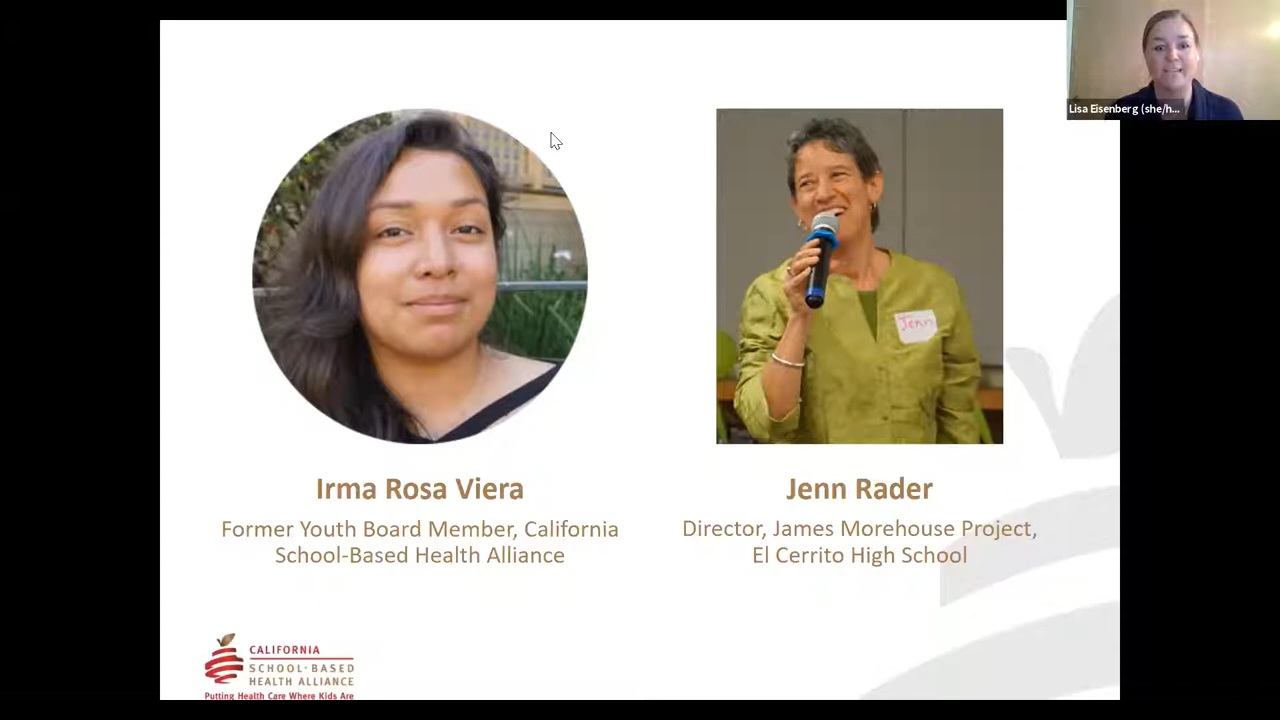 Lisa Eisenberg (she/h...
Jenn
Irma Rosa Viera
Former Youth Board Member, California
School-Based Health Alliance
Jenn Rader
Director, James Morehouse Project,
El Cerrito High School
CALIFORNIA
SCHOOL-BASED
HEALTH ALLIANCE
Putting Health Care Where Kids Are